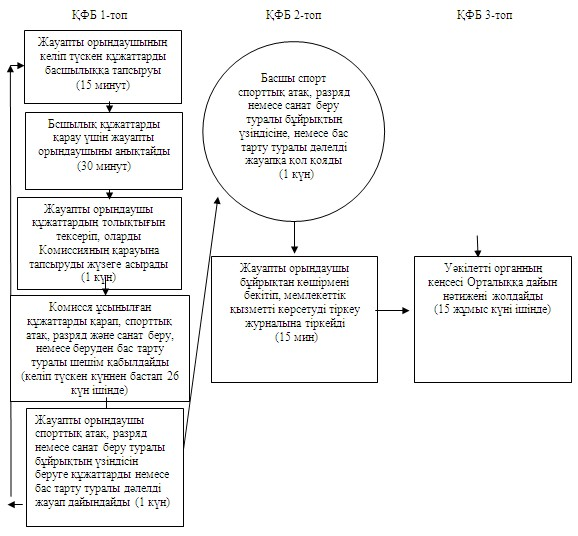 ҚФБ 1-топ
ҚФБ 2-топ
ҚФБ 3-топ
Жауапты орындаушының
келіп түскен құжаттарды
басшылыққа тапсыруы
(15 минут)
Бсшылық құжаттарды
қарау үшін жауапты
орындаушыны анықтайды
(30 минут)
Жауапты орындаушы
құжаттардың толықтығын
тексеріп, оларды
Комиссияның қарауына
тапсыруды жүзеге асырады
(1 күн)
Комисся ұсынылған
құжаттарды қарап, спорттық
атақ, разряд және санат беру,
немесе беруден бас тарту
туралы шешім қабылдайды
(келіп түскен күннен бастап 26
күн ішінде)
Жауапты орындаушы
спорттық атақ, разряд
немесе санат беру туралы
бұйрықтың үзіндісін
беруге құжаттарды немесе
бас тарту туралы дәлелді
жауап дайындайды (1 күн)
Басшы спорт
спорттық атақ, разряд
немесе санат беру
туралы бұйрықтың
үзіндісіне, немесе бас
тарту туралы дәлелді
жауапқа қол қояды
(1 күн)
Жауапты орындаушы
бұйрықтан көшірмені
бекітіп, мемлекеттік
қызметті көрсетуді тіркеу
журналына тіркейді
(15 мин)
Уәкілетті органның
кеңсесі Орталыққа дайын
нәтижені жолдайды
(15 жұмыс күні ішінде)